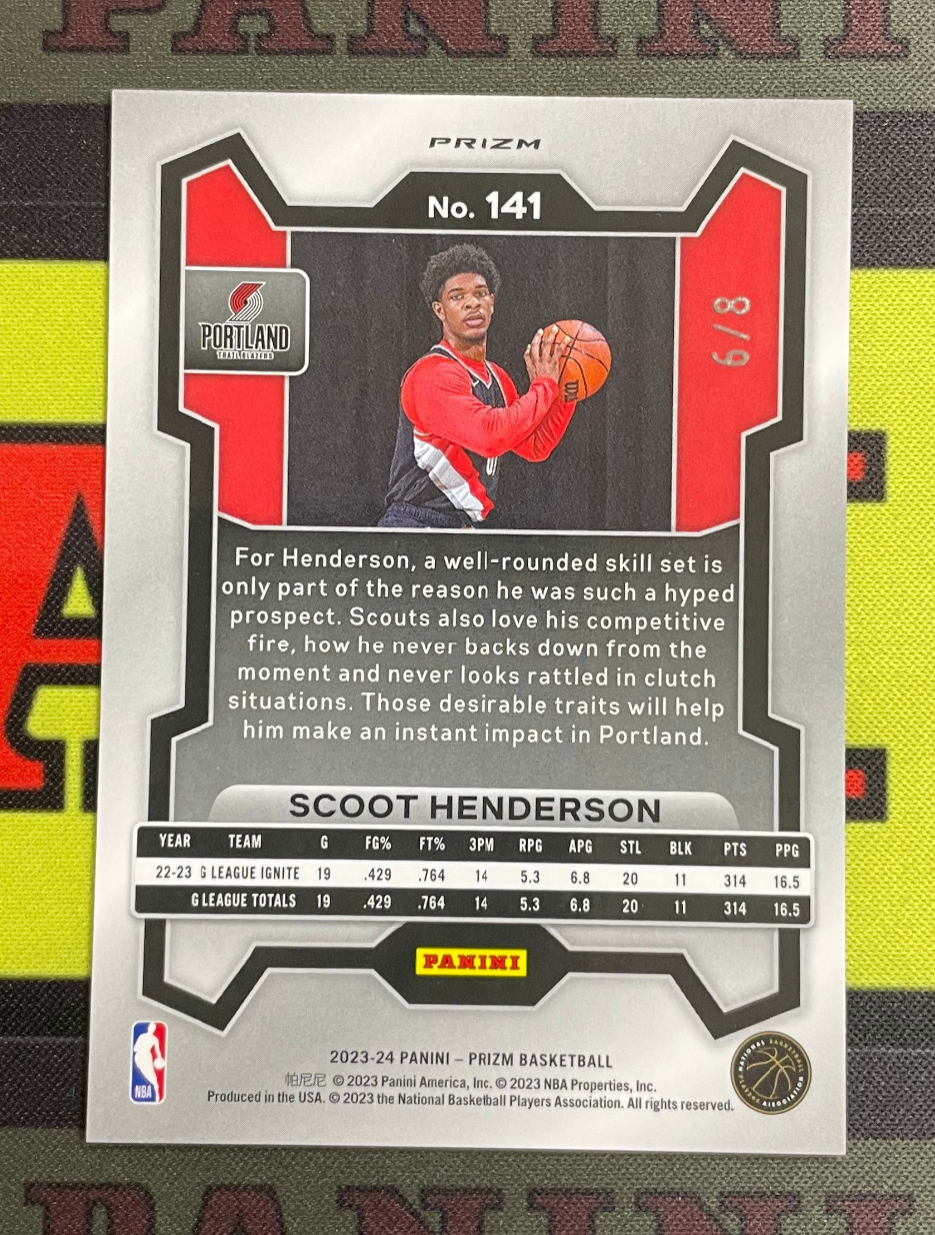 PANINI
PRIZM
No. 141
PORTLAND
TRAIL BLAZERS
6/8
For Henderson, a well-rounded skill set is
only part of the reason he was such a hyped
prospect. Scouts also love his competitive
fire, how he never backs down from the
moment and never looks rattled in clutch
situations. Those desirable traits will help
him make an instant impact in Portland.
SCOOT HENDERSON
YEAR TEAM G FG% FT% 3PM RPG APG STL BLK PTS PPG
22-23 G LEAGUE IGNITE 19 .429 .764 14 5.3 6.8 20 11 314 16.5
G LEAGUE TOTALS 19 .429 .764 14 5.3 6.8 20 11 314 16.5
PANINI
NBA
2023-24 PANINI – PRIZM BASKETBALL
帕尼尼 © 2023 Panini America, Inc. © 2023 NBA Properties, Inc.
Produced in the USA. © 2023 the National Basketball Players Association. All rights reserved.
NATIONAL BASKETBALL PLAYERS ASSOCIATION
PANINI